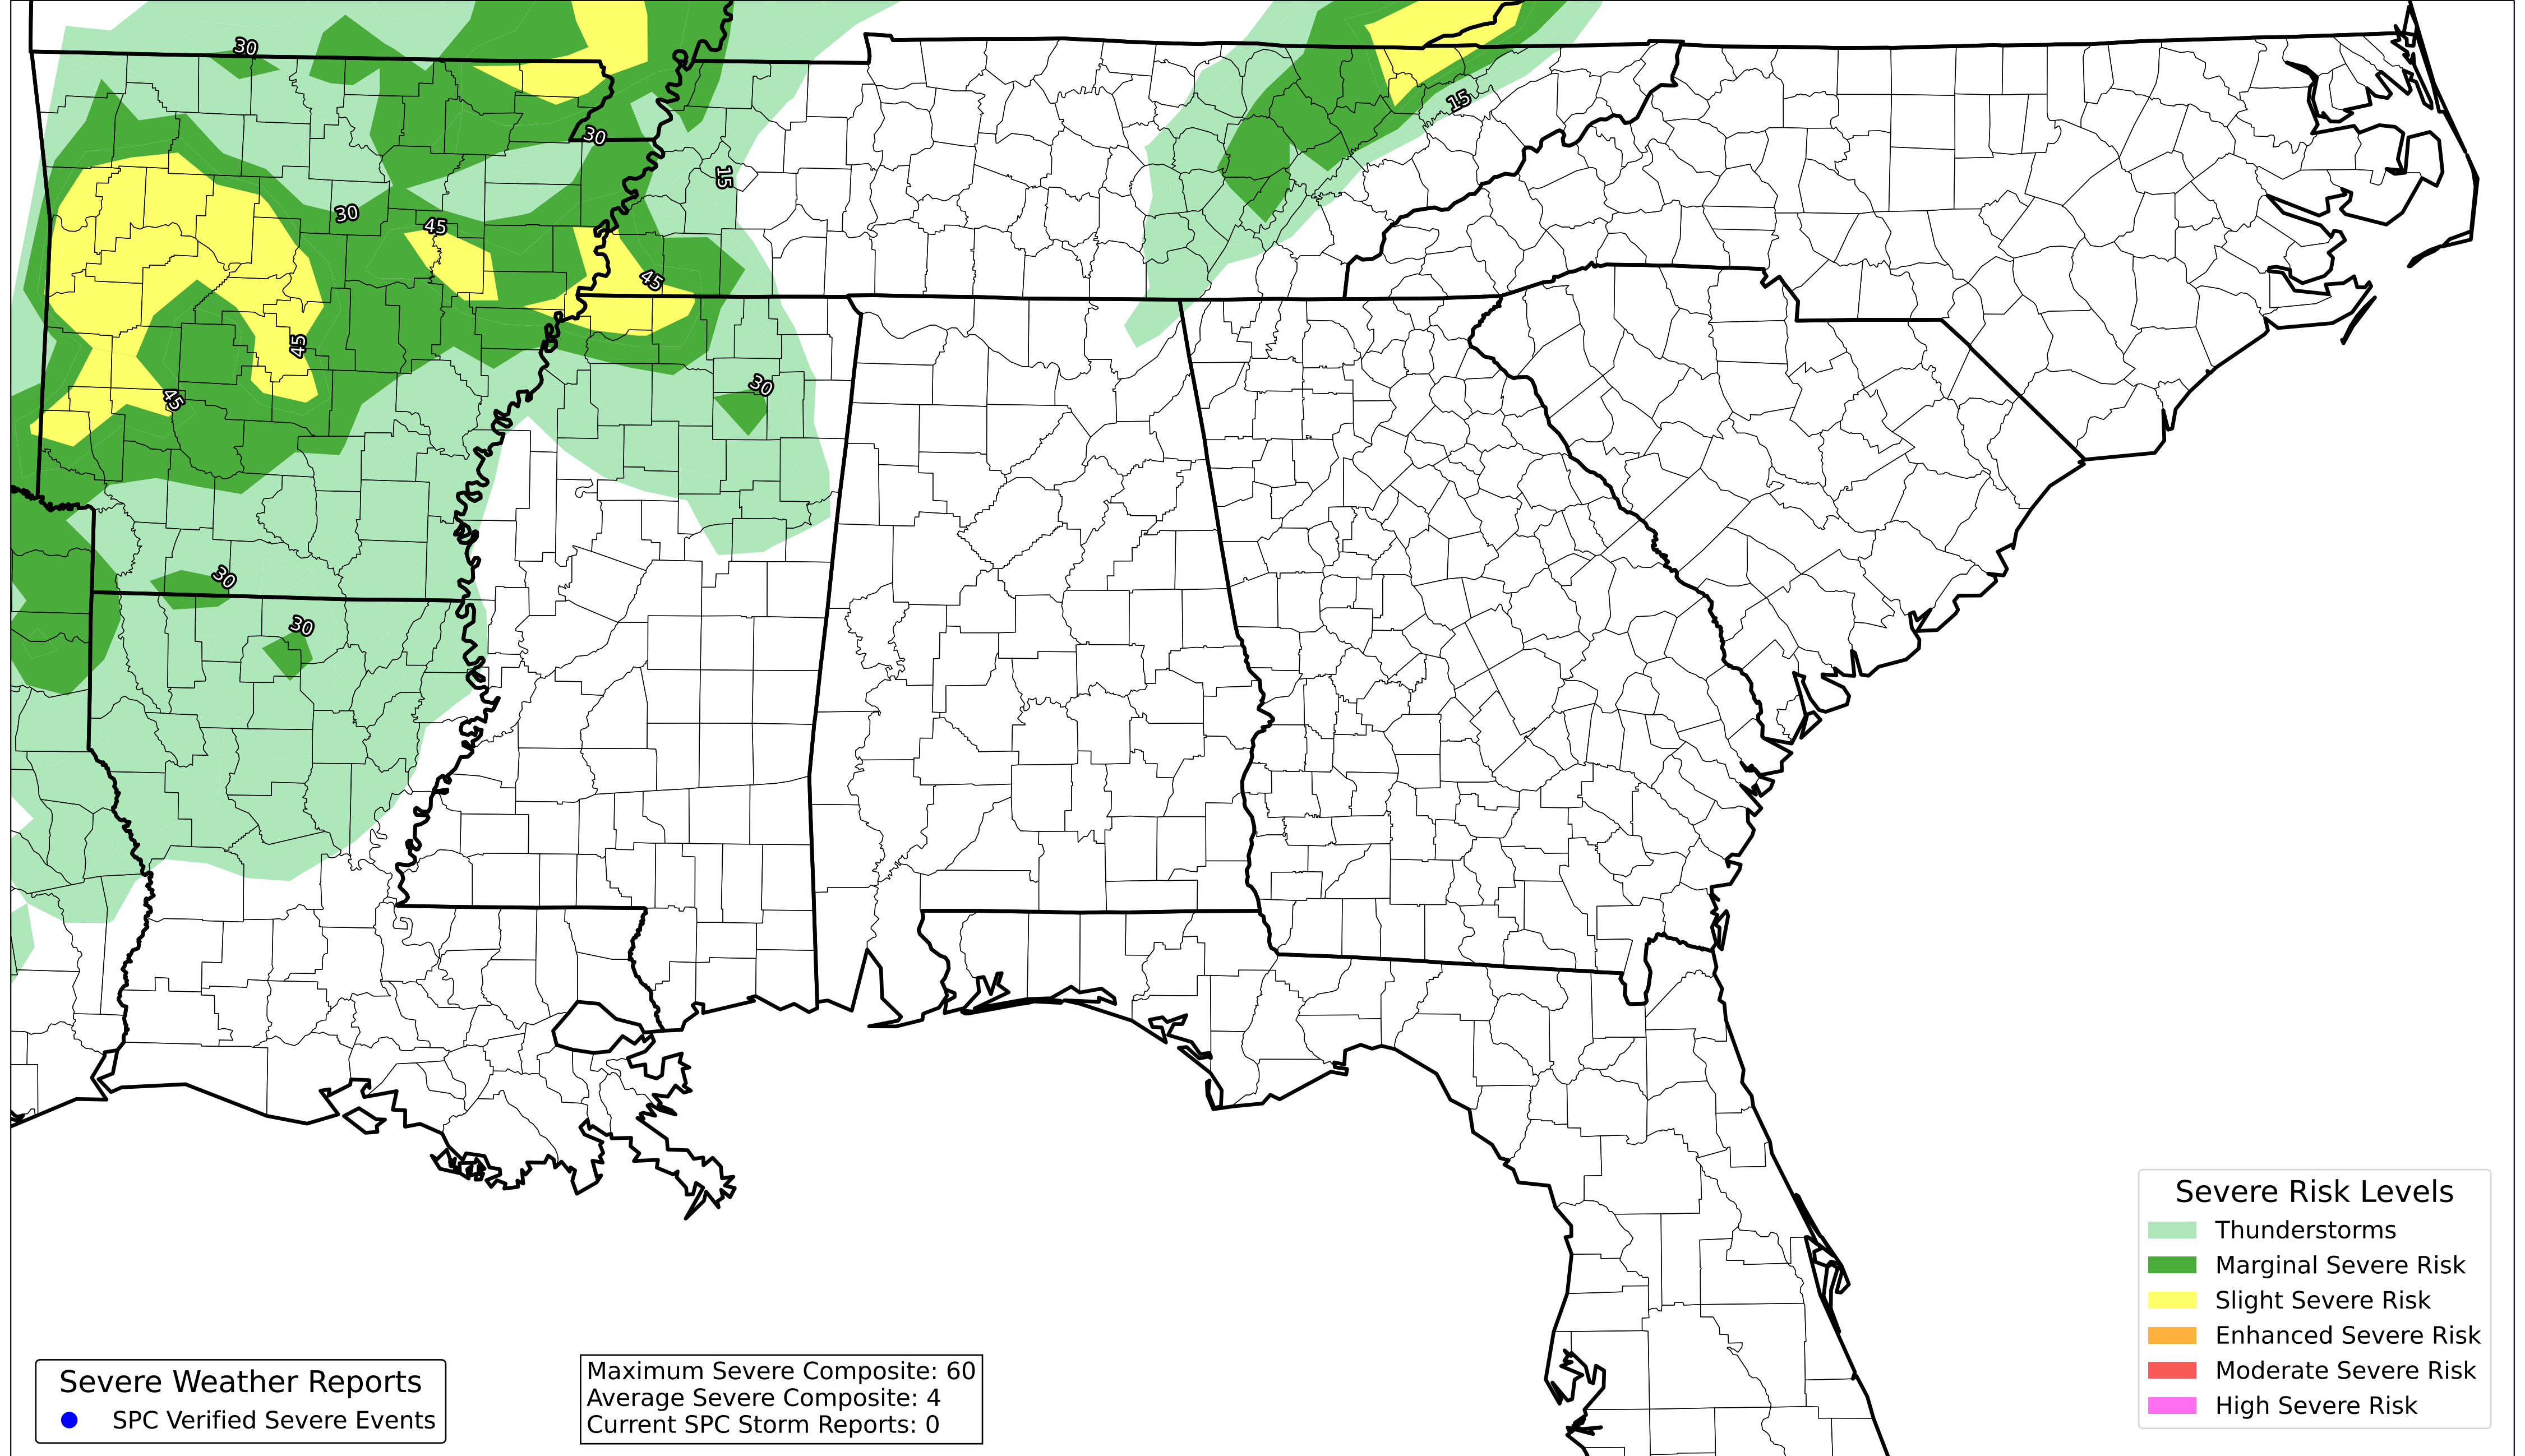 30
30
15
15
30
45
45
45
30
45
30
30
Severe Risk Levels
Thunderstorms
Marginal Severe Risk
Slight Severe Risk
Enhanced Severe Risk
Moderate Severe Risk
High Severe Risk
Severe Weather Reports
SPC Verified Severe Events
Maximum Severe Composite: 60
Average Severe Composite: 4
Current SPC Storm Reports: 0